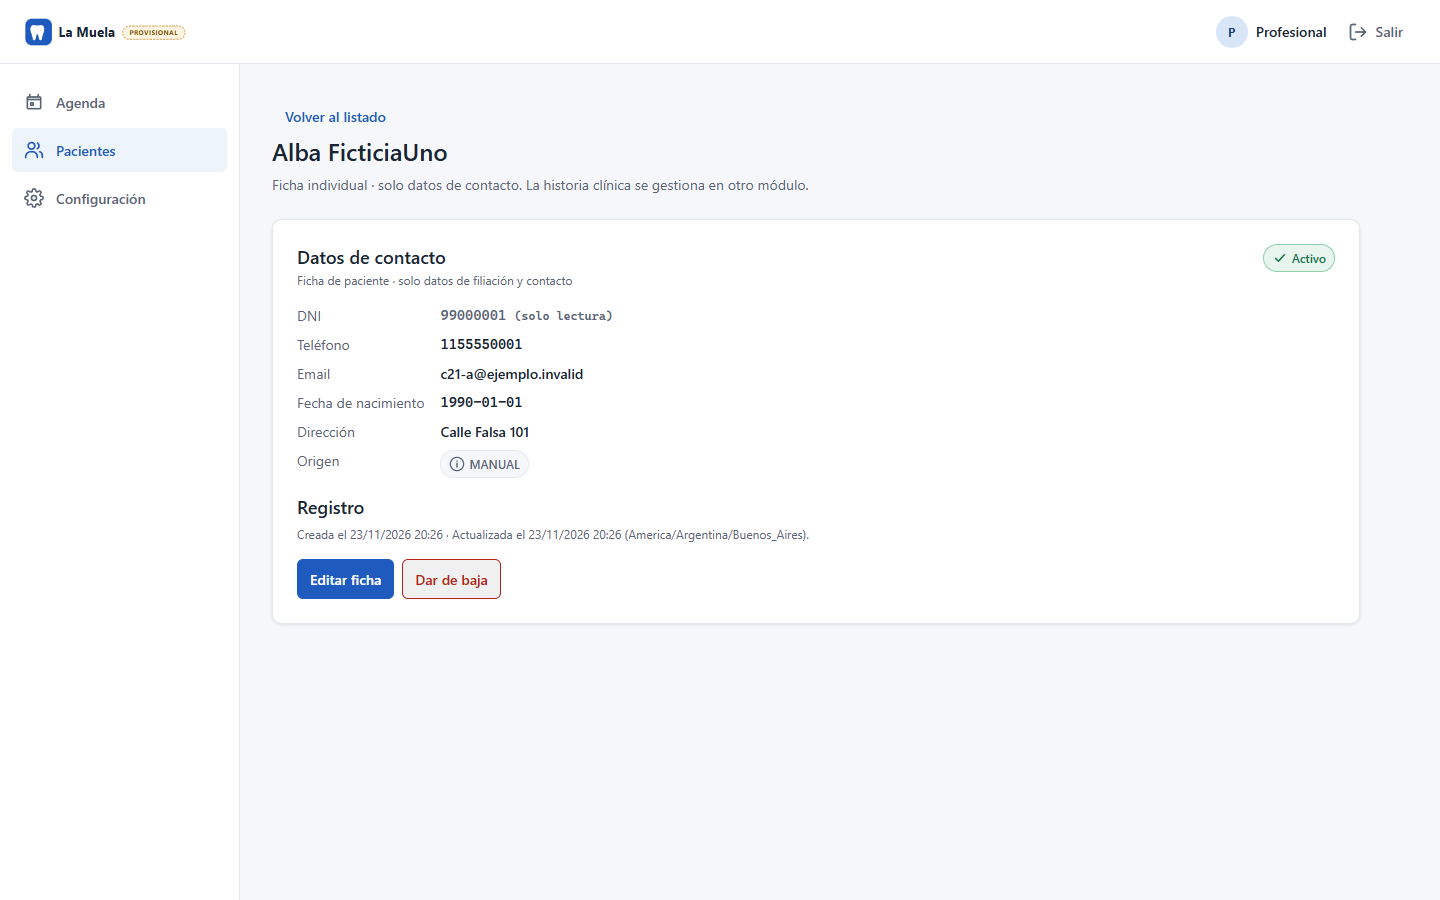 La Muela PROVISIONAL
P Profesional Salir
Agenda
Pacientes
Configuración
Volver al listado
Alba FicticiaUno
Ficha individual · solo datos de contacto. La historia clínica se gestiona en otro módulo.
Datos de contacto
Activo
Ficha de paciente · solo datos de filiación y contacto
DNI 99000001 (solo lectura)
Teléfono 1155550001
Email c21-a@ejemplo.invalid
Fecha de nacimiento 1990-01-01
Dirección Calle Falsa 101
Origen MANUAL
Registro
Creada el 23/11/2026 20:26 · Actualizada el 23/11/2026 20:26 (America/Argentina/Buenos_Aires).
Editar ficha Dar de baja